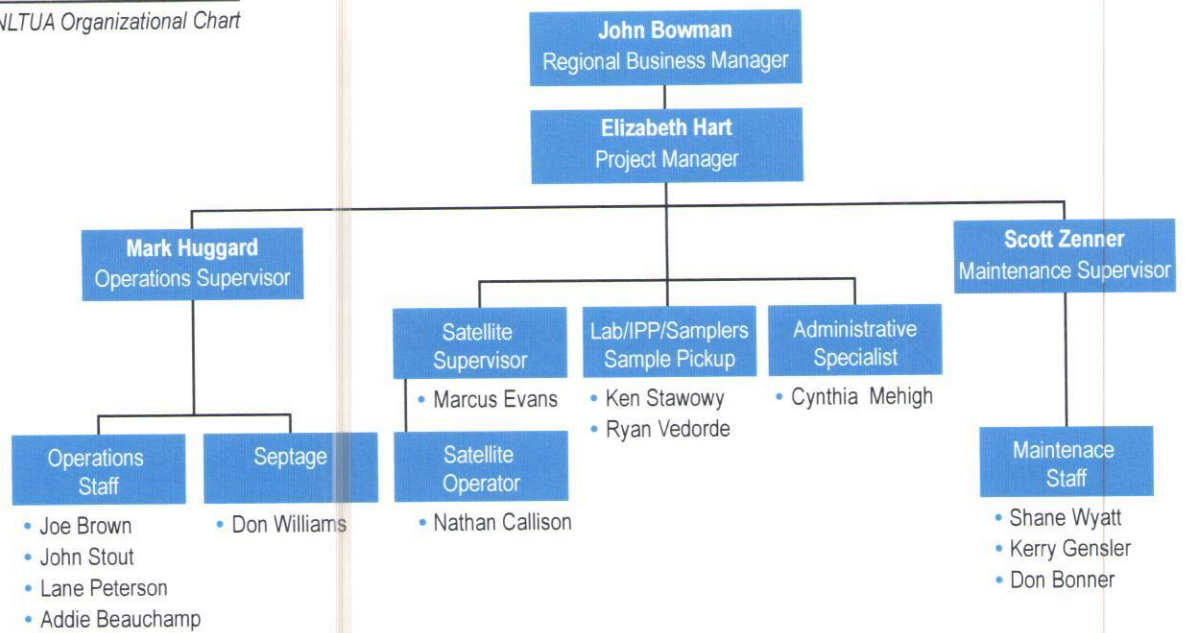 NLTUA Organizational Chart
John Bowman
Regional Business Manager
Elizabeth Hart
Project Manager
Mark Huggard
Operations Supervisor
Scott Zenner
Maintenance Supervisor
Satellite
Supervisor
• Marcus Evans
Lab/IPP/Samplers
Sample Pickup
• Ken Stawowy
• Ryan Vedorde
Administrative
Specialist
• Cynthia Mehigh
Operations
Staff
• Joe Brown
• John Stout
• Lane Peterson
• Addie Beauchamp
Septage
• Don Williams
Satellite
Operator
• Nathan Callison
Maintenace
Staff
• Shane Wyatt
• Kerry Gensler
• Don Bonner